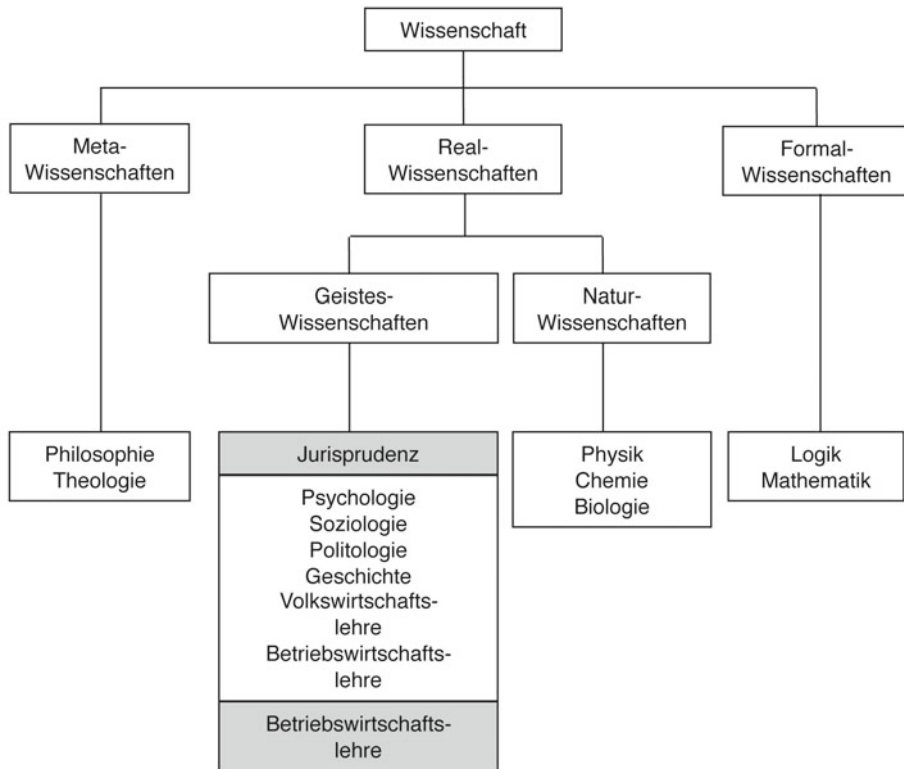 Wissenschaft
Meta-
Wissenschaften
Real-
Wissenschaften
Formal-
Wissenschaften
Geistes-
Wissenschaften
Natur-
Wissenschaften
Philosophie
Theologie
Jurisprudenz
Psychologie
Soziologie
Politologie
Geschichte
Volkswirtschafts-
lehre
Betriebswirtschafts-
lehre
Betriebswirtschafts-
lehre
Physik
Chemie
Biologie
Logik
Mathematik